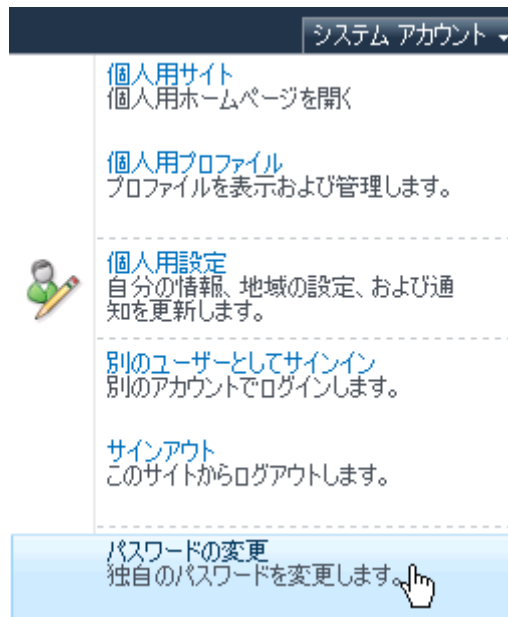 システム アカウント
個人用サイト
個人用ホームページを開く
個人用プロファイル
プロファイルを表示および管理します。
個人用設定
自分の情報、地域の設定、および通
知を更新します。
別のユーザーとしてサインイン
別のアカウントでログインします。
サインアウト
このサイトからログアウトします。
パスワードの変更
独自のパスワードを変更します。